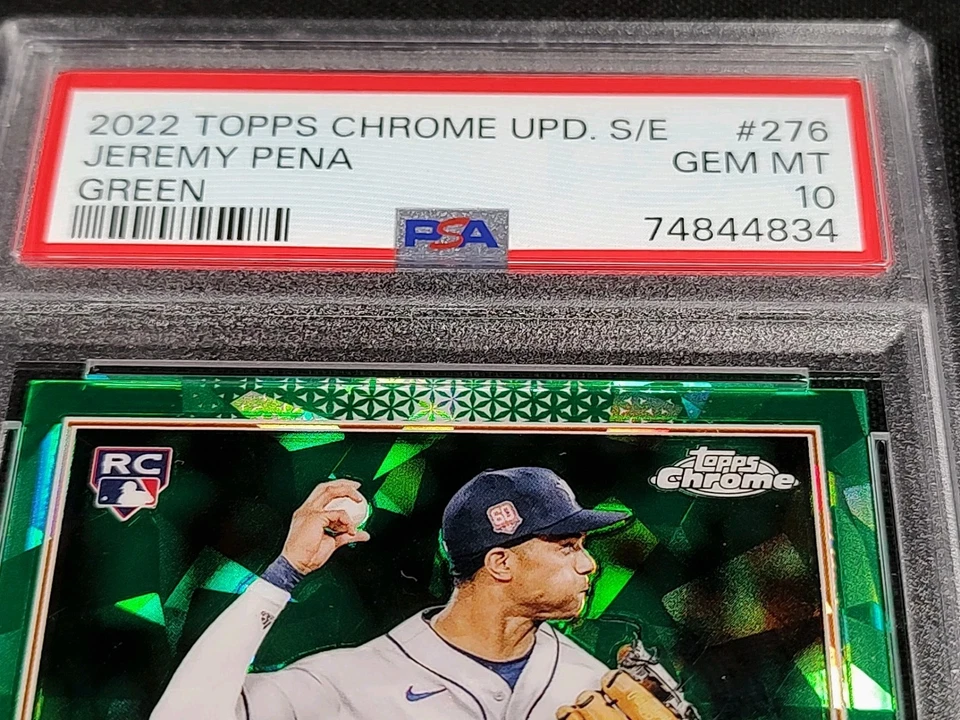 2022 TOPPS CHROME UPD. S/E #276
JEREMY PENA GEM MT
GREEN 10
PSA 74844834
RC
topps
Chrome
60